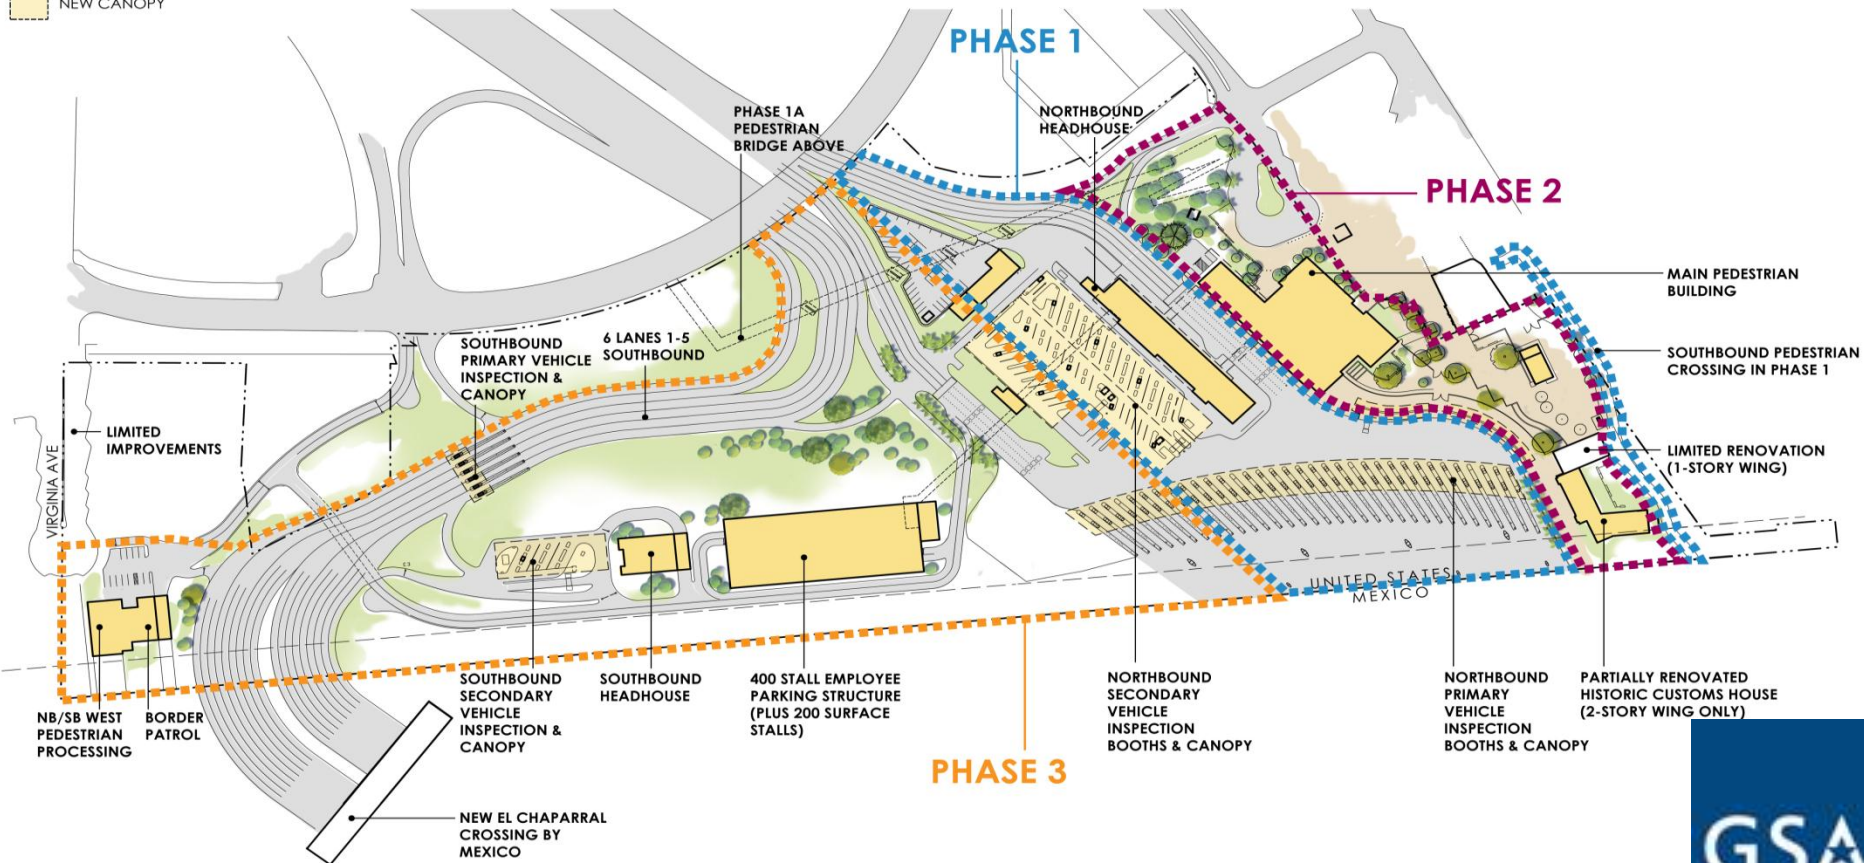 NEW CANOPY
PHASE 1
PHASE 1A
PEDESTRIAN
BRIDGE ABOVE
NORTHBOUND
HEADHOUSE
PHASE 2
MAIN PEDESTRIAN
BUILDING
SOUTHBOUND PEDESTRIAN
CROSSING IN PHASE 1
SOUTHBOUND
PRIMARY VEHICLE
INSPECTION &
CANOPY
6 LANES 1-5
SOUTHBOUND
LIMITED
IMPROVEMENTS
VIRGINIA AVE
LIMITED RENOVATION
(1-STORY WING)
UNITED STATES
MEXICO
NB/SB WEST
PEDESTRIAN
PROCESSING
BORDER
PATROL
SOUTHBOUND
SECONDARY
VEHICLE
INSPECTION &
CANOPY
SOUTHBOUND
HEADHOUSE
400 STALL EMPLOYEE
PARKING STRUCTURE
(PLUS 200 SURFACE
STALLS)
NORTHBOUND
SECONDARY
VEHICLE
INSPECTION
BOOTHS & CANOPY
NORTHBOUND
PRIMARY
VEHICLE
INSPECTION
BOOTHS & CANOPY
PARTIALLY RENOVATED
HISTORIC CUSTOMS HOUSE
(2-STORY WING ONLY)
PHASE 3
NEW EL CHAPARRAL
CROSSING BY
MEXICO
GSA